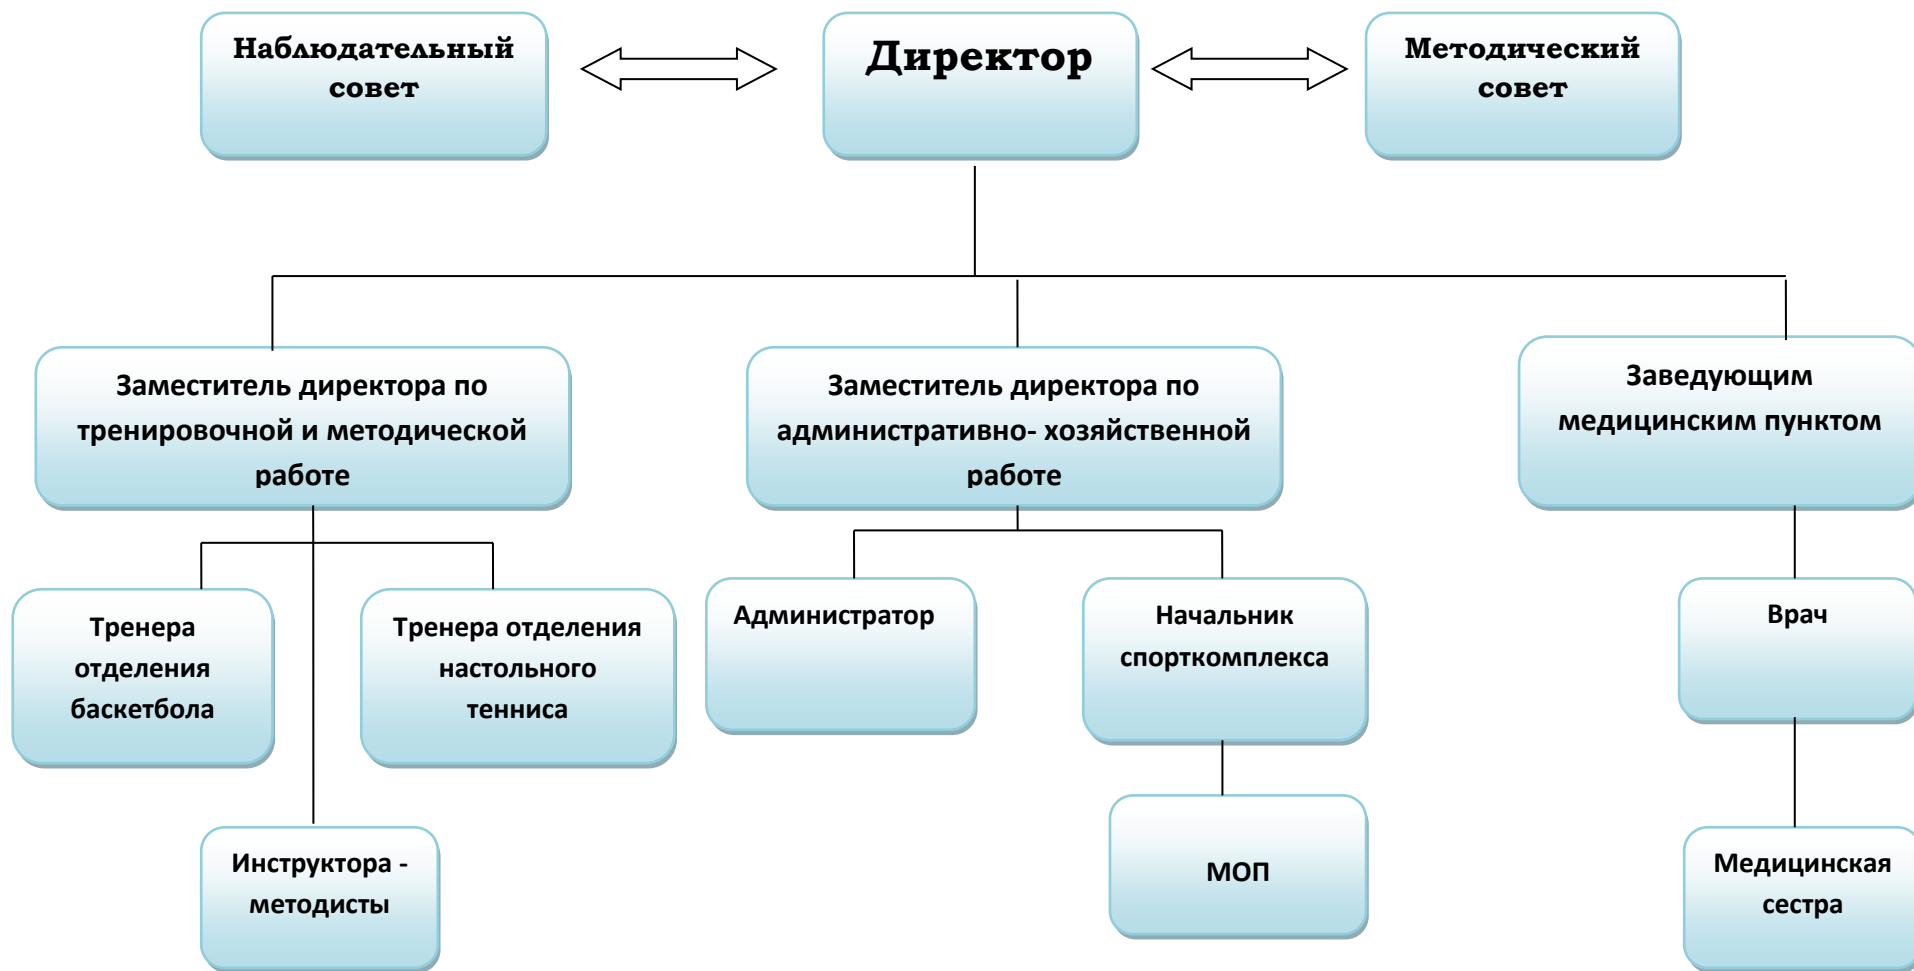 Наблюдательный
совет
Директор
Методический
совет
Заместитель директора по
тренировочной и методической
работе
Заместитель директора по
административно- хозяйственной
работе
Заведующим
медицинским пунктом
Тренера
отделения
баскетбола
Тренера отделения
настольного
тенниса
Администратор
Начальник
спорткомплекса
Врач
Инструктора -
методисты
МОП
Медицинская
сестра